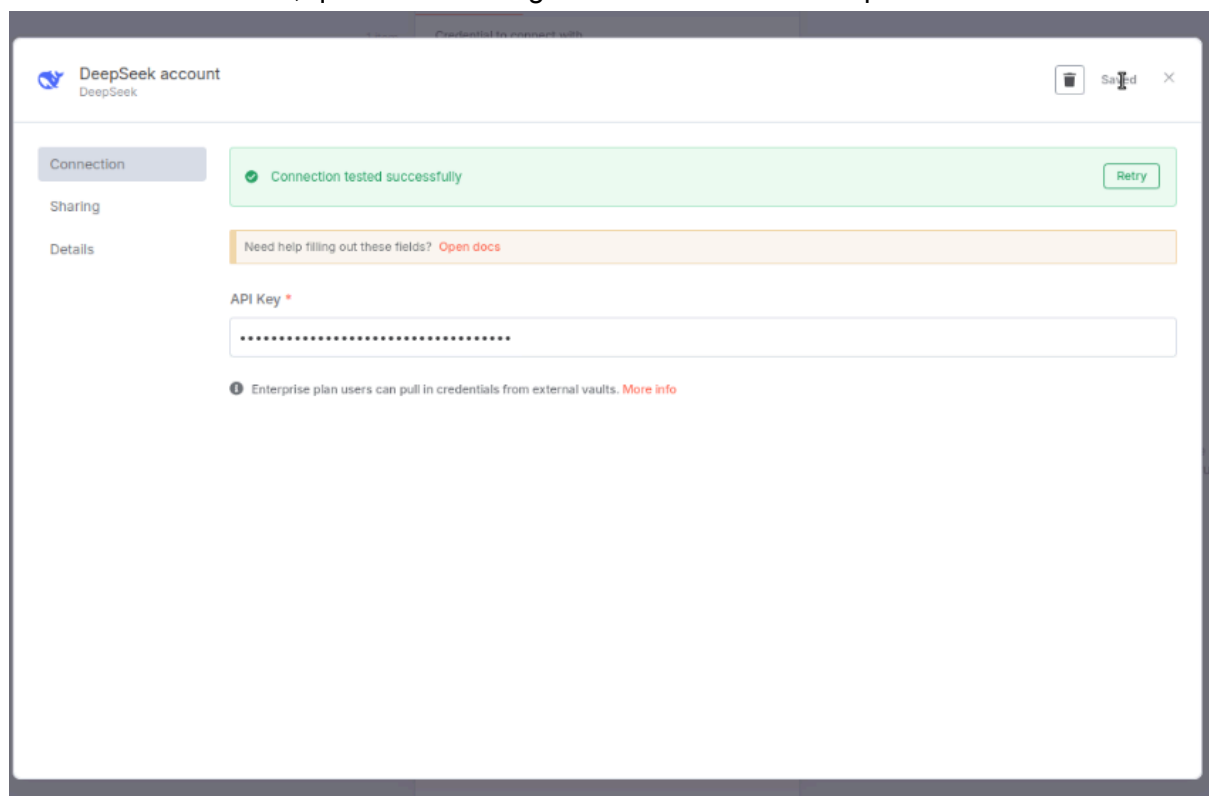 Credential to connect with
DeepSeek account
DeepSeek
Saved
Connection
Sharing
Details
Connection tested successfully
Retry
Need help filling out these fields? Open docs
API Key *
••••••••••••••••••••••••••••••••••
Enterprise plan users can pull in credentials from external vaults. More info